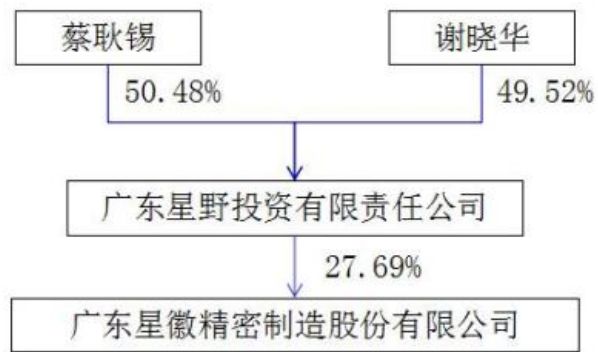 蔡耿锡
谢晓华
50.48%
49.52%
广东星野投资有限责任公司
27.69%
广东星徽精密制造股份有限公司